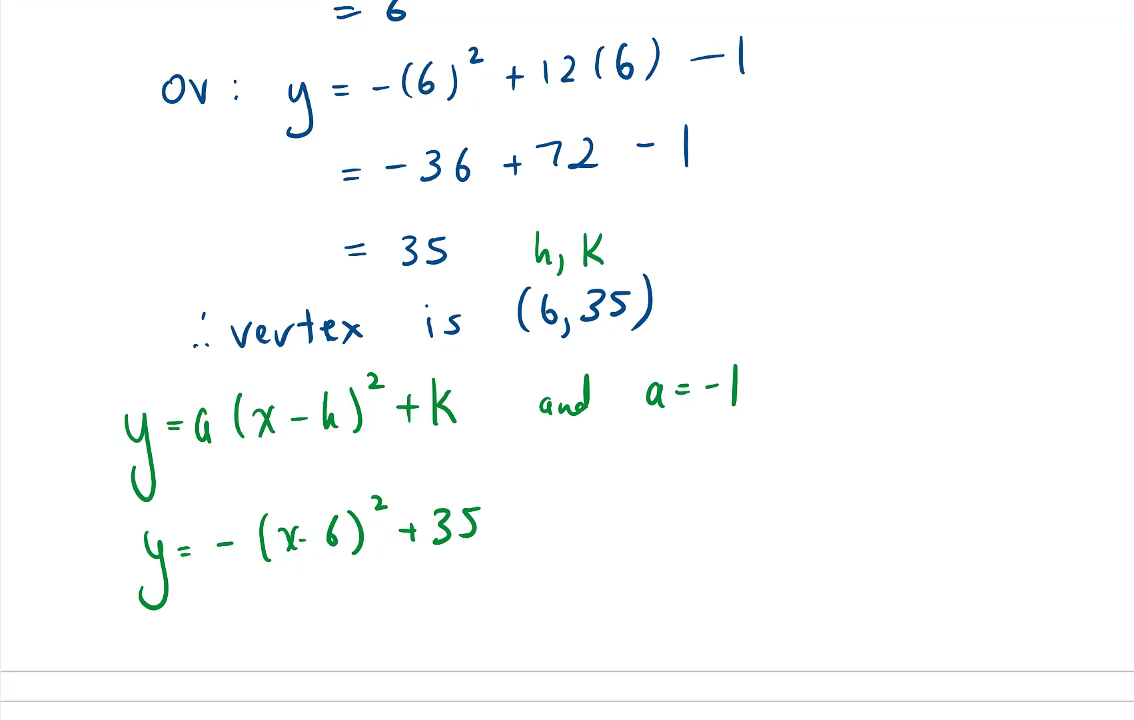 = 6
OV: y = -(6)² + 12(6) - 1
= -36 + 72 - 1
= 35 h, K
∴ vertex is (6, 35)
y = a(x - h)² + K and a = -1
y = -(x - 6)² + 35